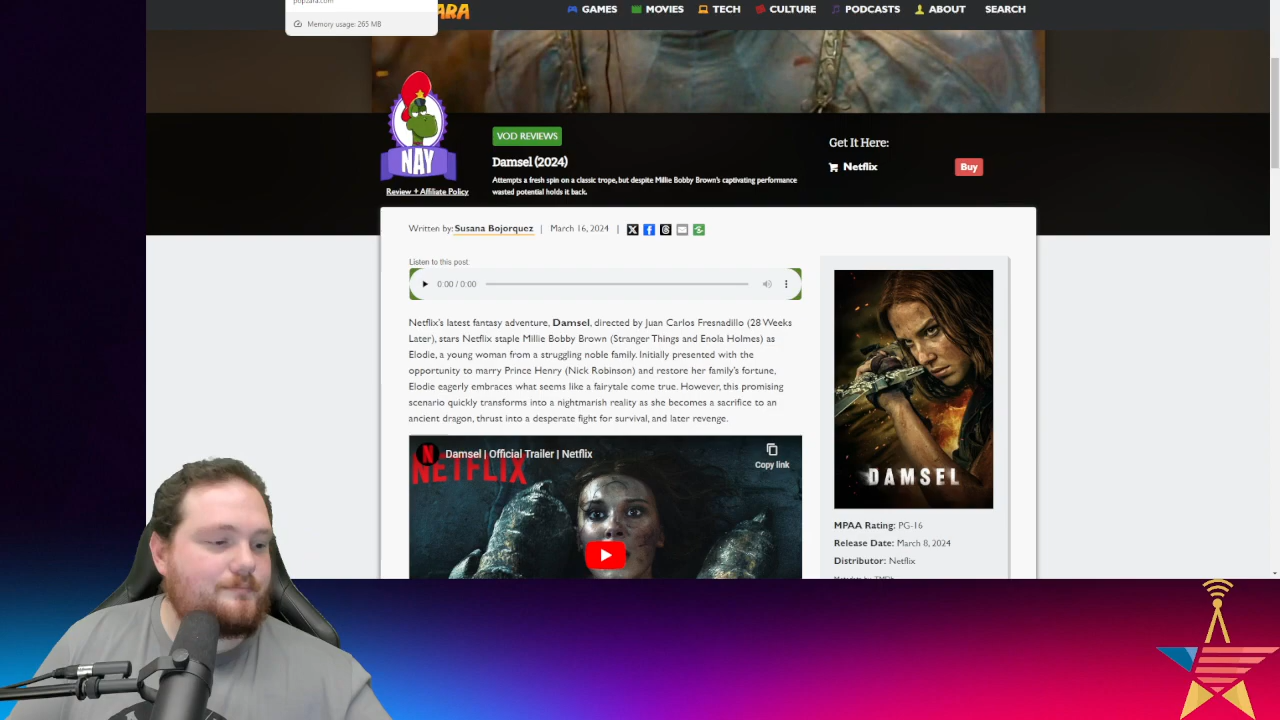 popzara.com
Memory usage: 265 MB
ARA
GAMES
MOVIES
TECH
CULTURE
PODCASTS
ABOUT
SEARCH
NAY
Review + Affiliate Policy
VOD REVIEWS
Damsel (2024)
Attempts a fresh spin on a classic trope, but despite Millie Bobby Brown's captivating performance
wasted potential holds it back.
Get It Here:
Netflix
Buy
Written by: Susana Bojorquez | March 16, 2024 |
Listen to this post
0:00 / 0:00
Netflix's latest fantasy adventure, Damsel, directed by Juan Carlos Fresnadillo (28 Weeks
Later), stars Netflix staple Millie Bobby Brown (Stranger Things and Enola Holmes) as
Elodie, a young woman from a struggling noble family. Initially presented with the
opportunity to marry Prince Henry (Nick Robinson) and restore her family's fortune,
Elodie eagerly embraces what seems like a fairytale come true. However, this promising
scenario quickly transforms into a nightmarish reality as she becomes a sacrifice to an
ancient dragon, thrust into a desperate fight for survival, and later revenge.
N
Damsel | Official Trailer | Netflix
NETFLIX
Copy link
DAMSEL
MPAA Rating: PG-16
Release Date: March 8, 2024
Distributor: Netflix